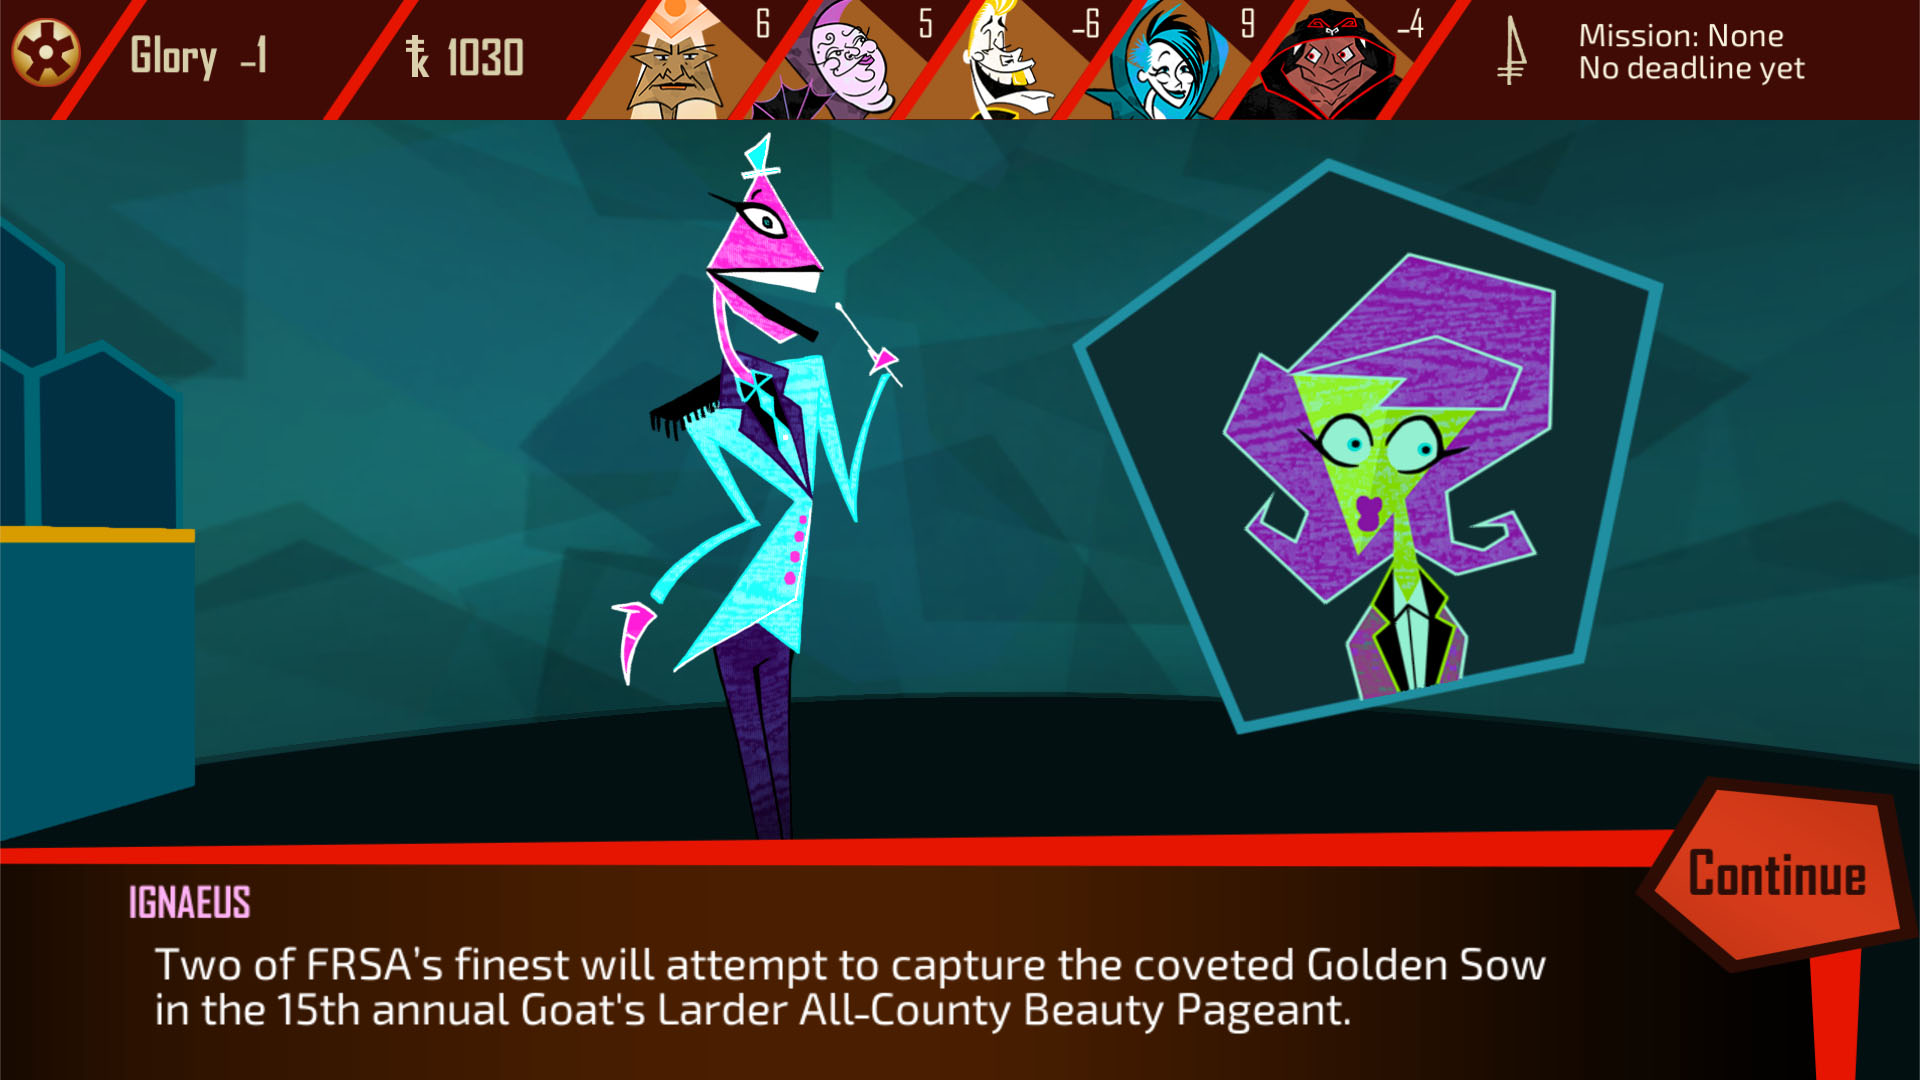 Glory -1
1030
6
5
-6
9
-4
Mission: None
No deadline yet
IGNAEUS
Two of FRSA's finest will attempt to capture the coveted Golden Sow
in the 15th annual Goat's Larder All-County Beauty Pageant.
Continue